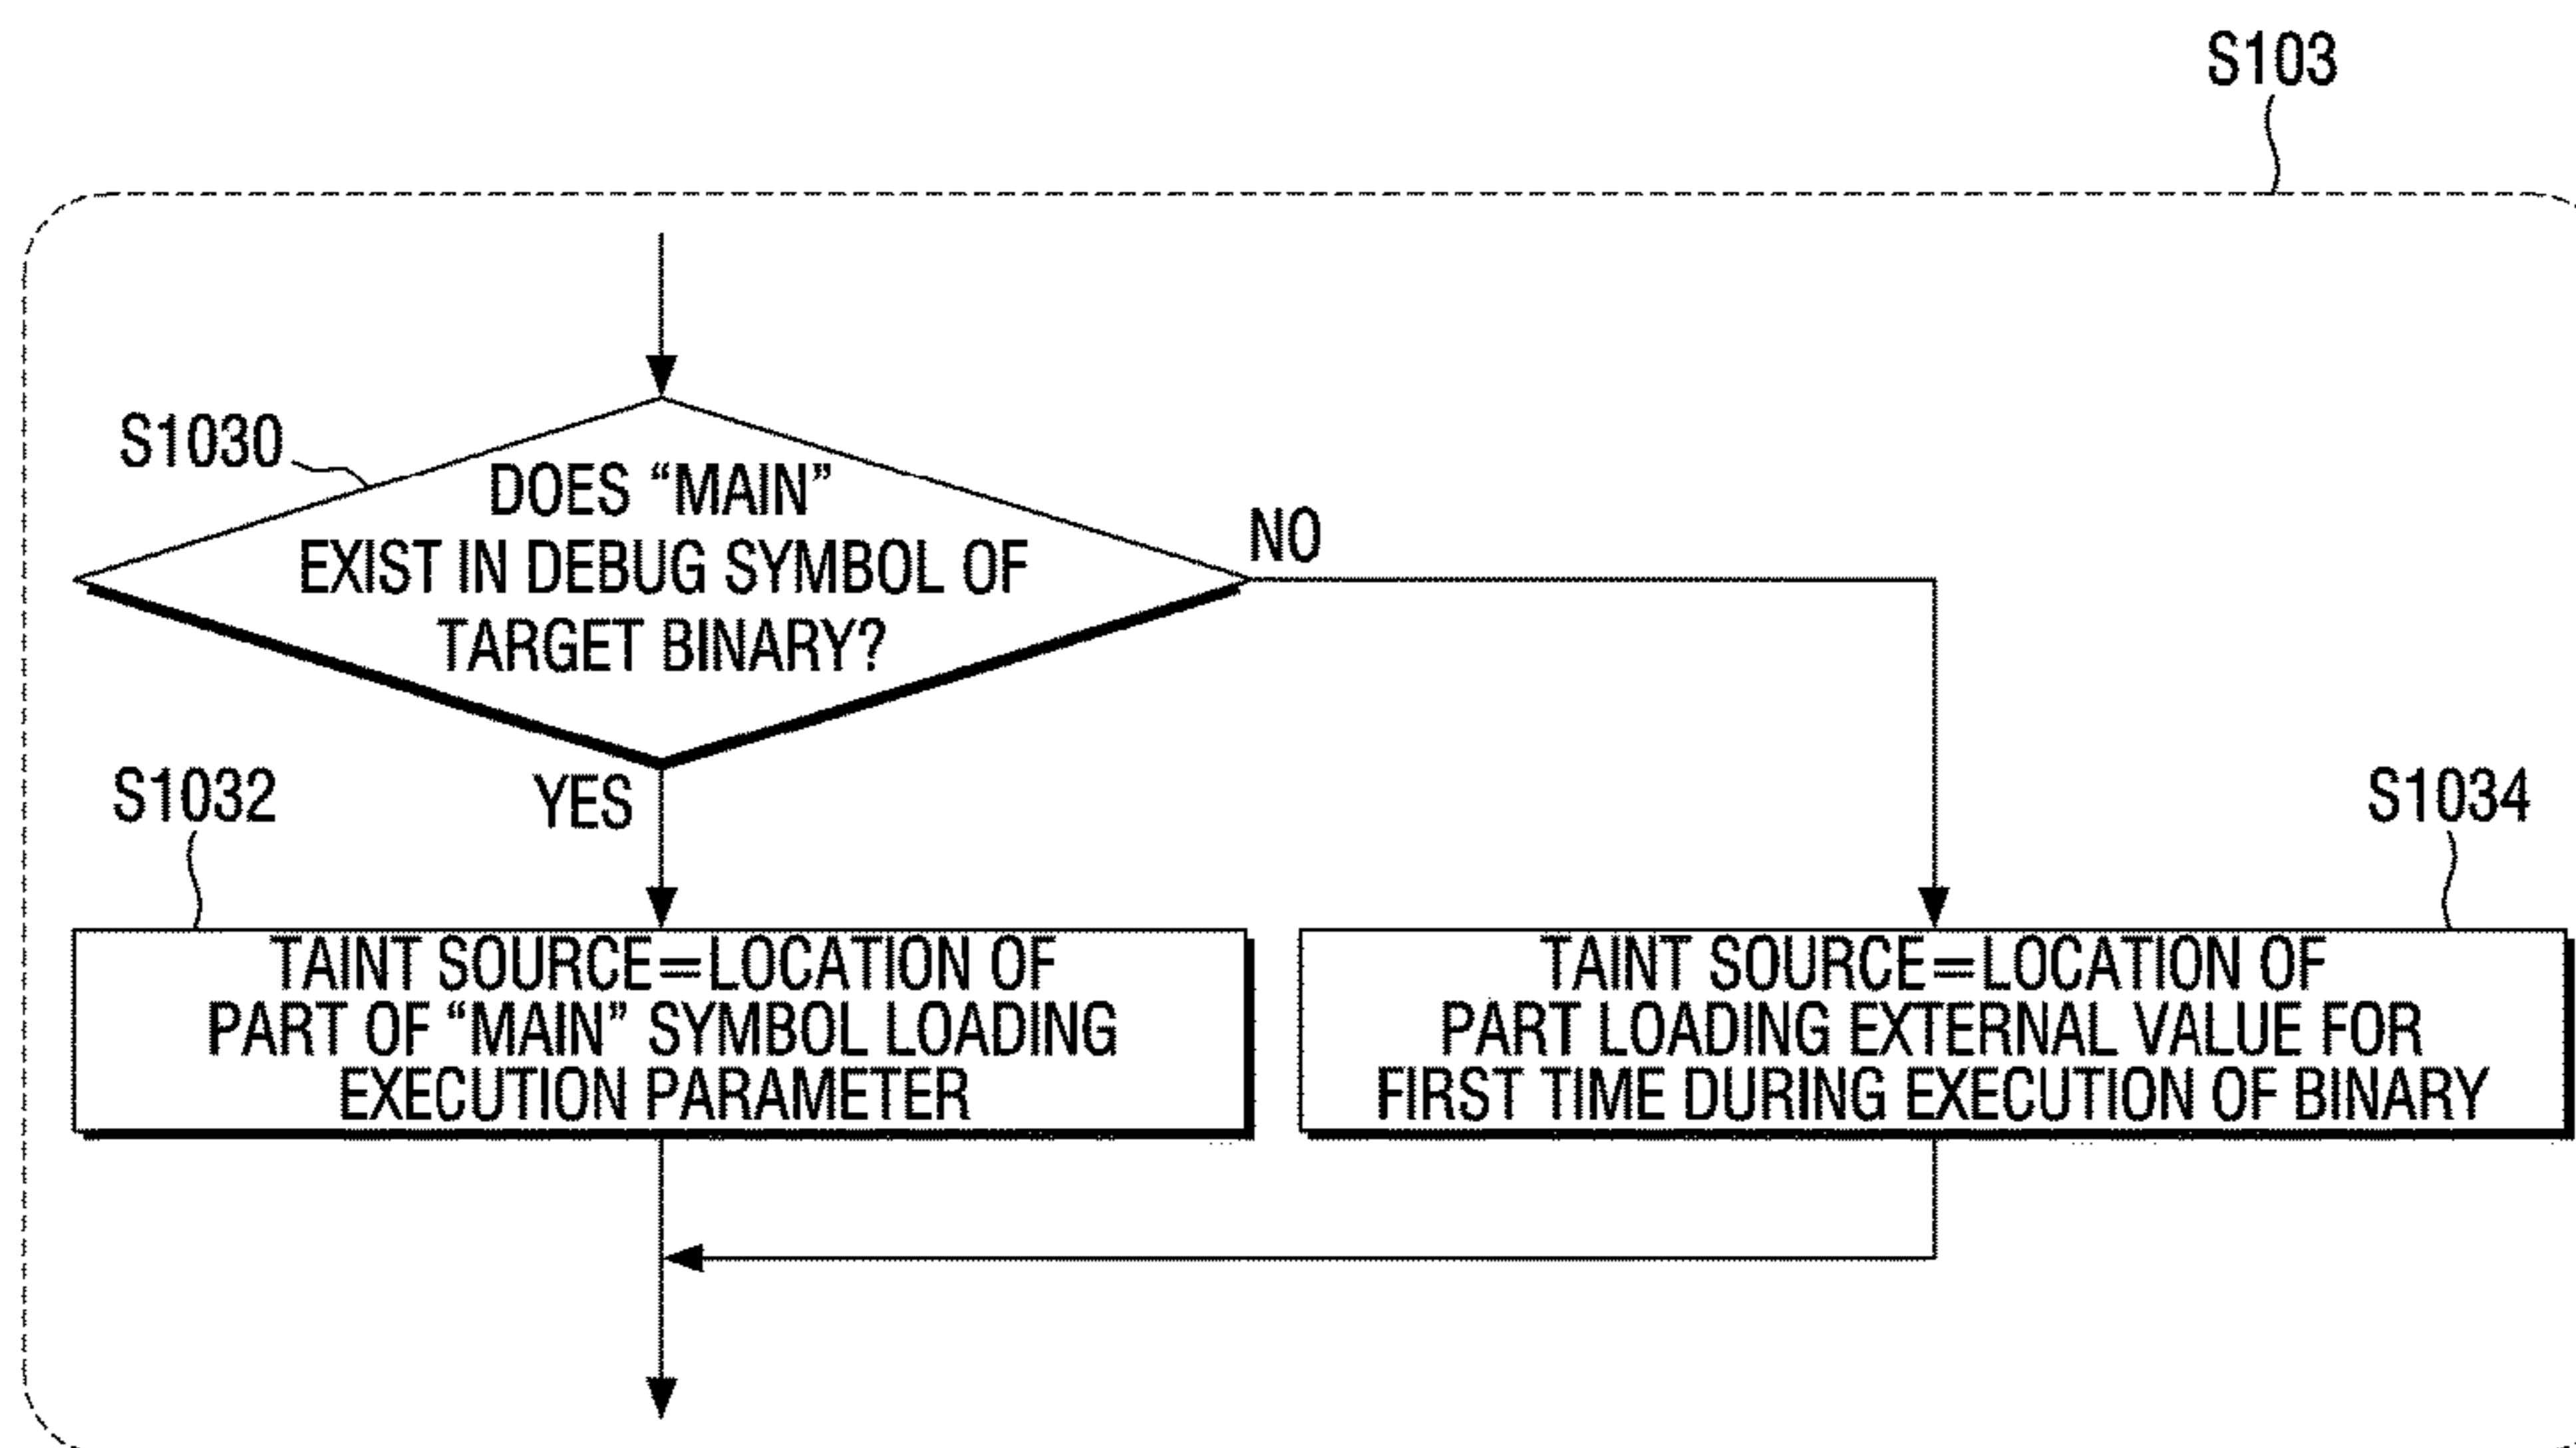 S103
S1030
DOES “MAIN”
EXIST IN DEBUG SYMBOL OF
TARGET BINARY?
NO
YES
S1032
TAINT SOURCE=LOCATION OF
PART OF “MAIN” SYMBOL LOADING
EXECUTION PARAMETER
S1034
TAINT SOURCE=LOCATION OF
PART LOADING EXTERNAL VALUE FOR
FIRST TIME DURING EXECUTION OF BINARY